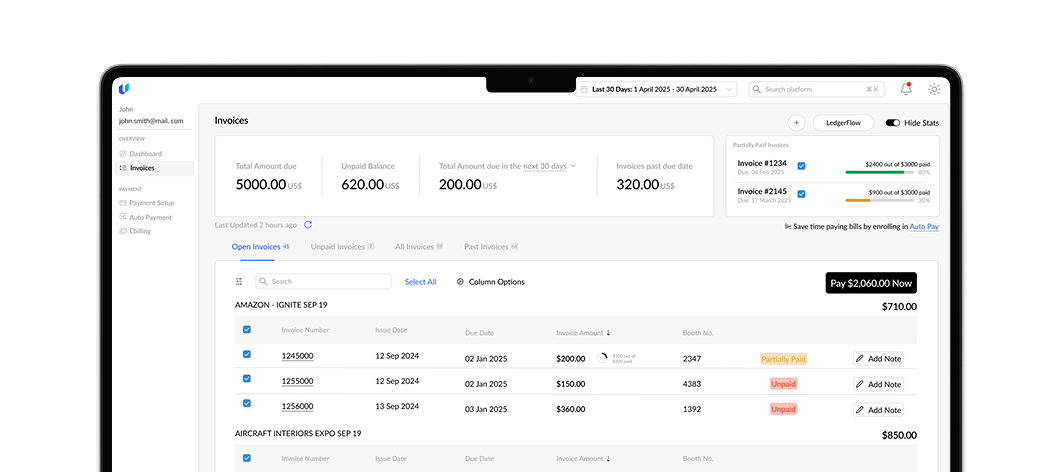 Last 30 Days: 1 April 2025 - 30 April 2025
Search platform
⌘ K
John
john.smith@mail. com
OVERVIEW
Dashboard
Invoices
PAYMENT
Payment Setup
Auto Payment
Ebilling
Invoices
+
LedgerFlow
Hide Stats
Total Amount due
5000.00 US$
Unpaid Balance
620.00 US$
Total Amount due in the next 30 days
200.00 US$
Invoices past due date
320.00 US$
Partially Paid Invoices
Invoice #1234
Due: 04 Feb 2025
$2400 out of $3000 paid
80%
Invoice #2145
Due: 17 March 2025
$900 out of $3000 paid
30%
Last Updated 2 hours ago
Save time paying bills by enrolling in Auto Pay
Open Invoices 45
Unpaid Invoices
All Invoices
Past Invoices
Search
Select All
Column Options
Pay $2,060.00 Now
AMAZON - IGNITE SEP 19
$710.00
Invoice Number Issue Date Due Date Invoice Amount ↓ Booth No.
1245000 12 Sep 2024 02 Jan 2025 $200.00 $100 out of $300 paid 2347 Partially Paid Add Note
1255000 12 Sep 2024 02 Jan 2025 $150.00 4383 Unpaid Add Note
1256000 13 Sep 2024 03 Jan 2025 $360.00 1392 Unpaid Add Note
AIRCRAFT INTERIORS EXPO SEP 19
$850.00
Invoice Number Issue Date Due Date Invoice Amount ↓ Booth No.